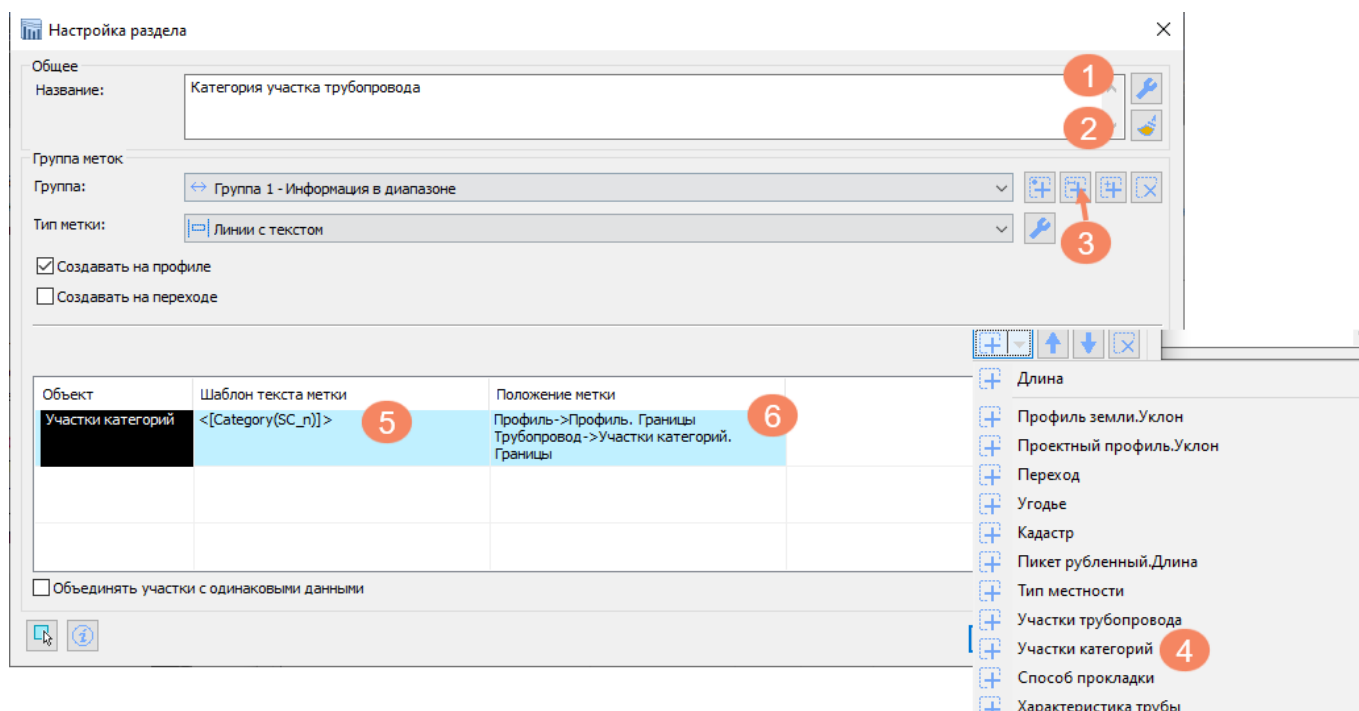 Настройка раздела
Общее
Название:
Категория участка трубопровода
1
2
Группа меток
Группа:
Группа 1 - Информация в диапазоне
Тип метки:
Линии с текстом
3
Создавать на профиле
Создавать на переходе
Объект
Шаблон текста метки
Положение метки
Участки категорий
<[Category(SC_n)]>
5
Профиль->Профиль. Границы
Трубопровод->Участки категорий.
Границы
6
Объединять участки с одинаковыми данными
Длина
Профиль земли.Уклон
Проектный профиль.Уклон
Переход
Угодье
Кадастр
Пикет рубленный.Длина
Тип местности
Участки трубопровода
Участки категорий
4
Способ прокладки
Характеристика трубы